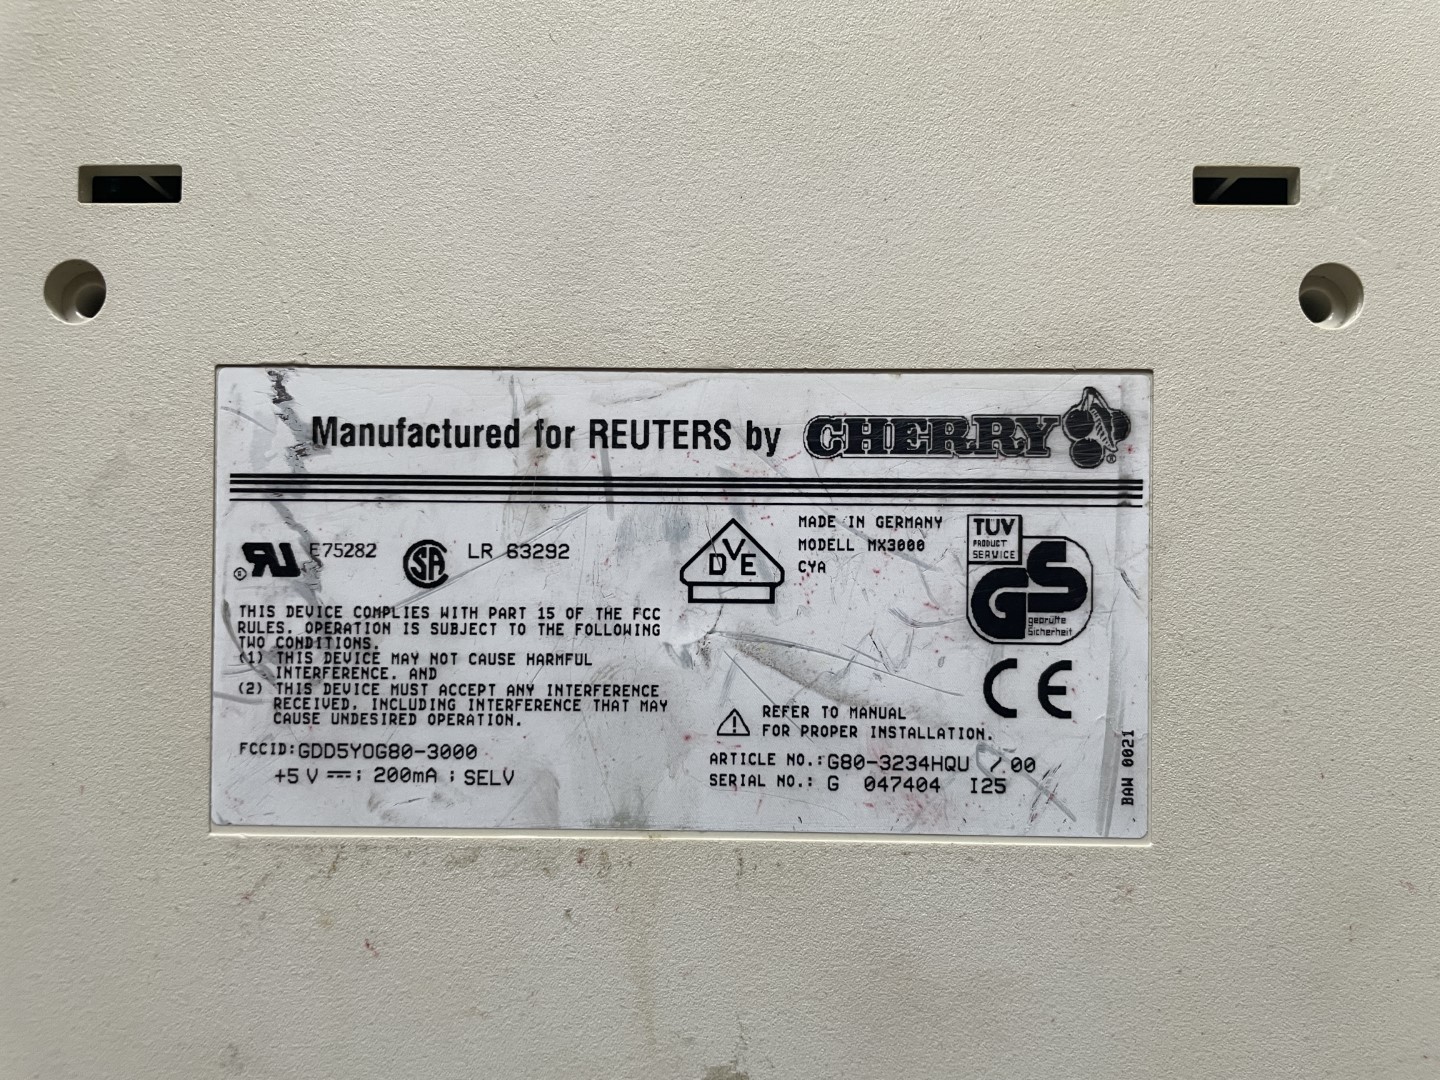 Manufactured for REUTERS by CHERRY ®
E75282
SA LR 63292
DVE
MADE IN GERMANY
MODELL MX3000
CYA
TUV
PRODUCT
SERVICE
GS
geprüfte
Sicherheit
THIS DEVICE COMPLIES WITH PART 15 OF THE FCC
RULES. OPERATION IS SUBJECT TO THE FOLLOWING
TWO CONDITIONS.
(1) THIS DEVICE MAY NOT CAUSE HARMFUL
INTERFERENCE. AND
(2) THIS DEVICE MUST ACCEPT ANY INTERFERENCE
RECEIVED. INCLUDING INTERFERENCE THAT MAY
CAUSE UNDESIRED OPERATION.
FCCID:GDD5YOG80-3000
+5 V ⎓; 200mA ; SELV
CE
REFER TO MANUAL
FOR PROPER INSTALLATION.
ARTICLE NO.:G80-3234HQU / 00
SERIAL NO.: G 047404 I25
BAW 0021